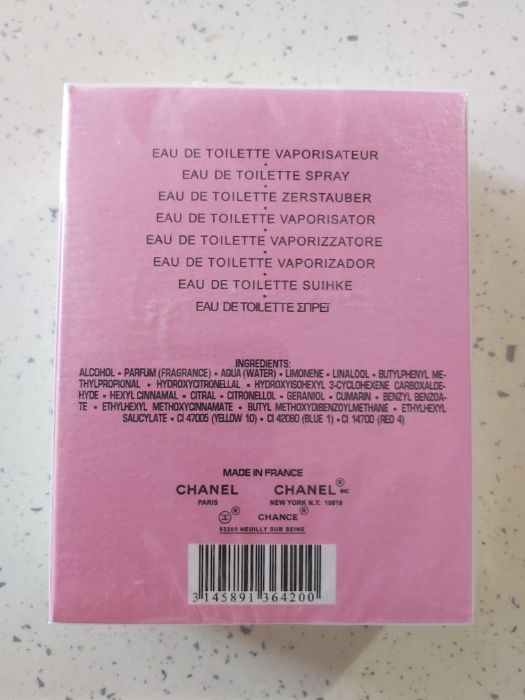 EAU DE TOILETTE VAPORISATEUR
EAU DE TOILETTE SPRAY
EAU DE TOILETTE ZERSTAUBER
EAU DE TOILETTE VAPORISATOR
EAU DE TOILETTE VAPORIZZATORE
EAU DE TOILETTE VAPORIZADOR
EAU DE TOILETTE SUIHKE
EAU DE TOILETTE ΣΠΡΕΪ
INGREDIENTS:
ALCOHOL • PARFUM (FRAGRANCE) • AQUA (WATER) • LIMONENE • LINALOOL • BUTYLPHENYL ME-
THYLPROPIONAL • HYDROXYCITRONELLAL • HYDROXYISOHEXYL 3-CYCLOHEXENE CARBOXALDE-
HYDE • HEXYL CINNAMAL • CITRAL • CITRONELLOL • GERANIOL • CUMARIN • BENZYL BENZOA-
TE • ETHYLHEXYL METHOXYCINNAMATE • BUTYL METHOXYDIBENZOYLMETHANE • ETHYLHEXYL
SALICYLATE • CI 47005 (YELLOW 10) • CI 42090 (BLUE 1) • CI 14700 (RED 4)
MADE IN FRANCE
CHANEL CHANEL® INC
PARIS NEW YORK N.Y. 10019
® CHANCE®
92200 NEUILLY SUR SEINE
3 145891 364200